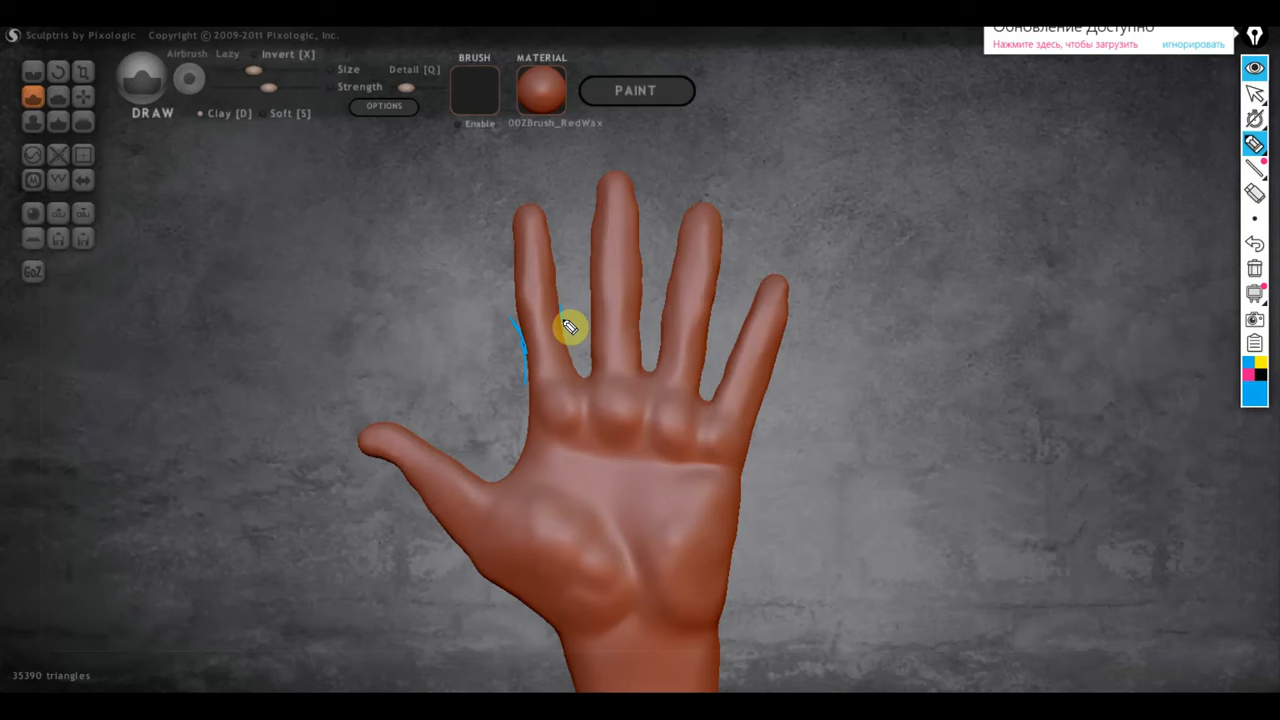 Sculptris by Pixologic Copyright © 2009-2011 Pixologic, Inc.
Обновление доступно
Нажмите здесь, чтобы загрузить игнорировать
Airbrush Lazy Invert [X]
Size Detail [Q]
Strength
OPTIONS
DRAW Clay [D] Soft [S]
BRUSH
Enable
MATERIAL
00ZBrush_RedWax
PAINT
GoZ
35390 triangles